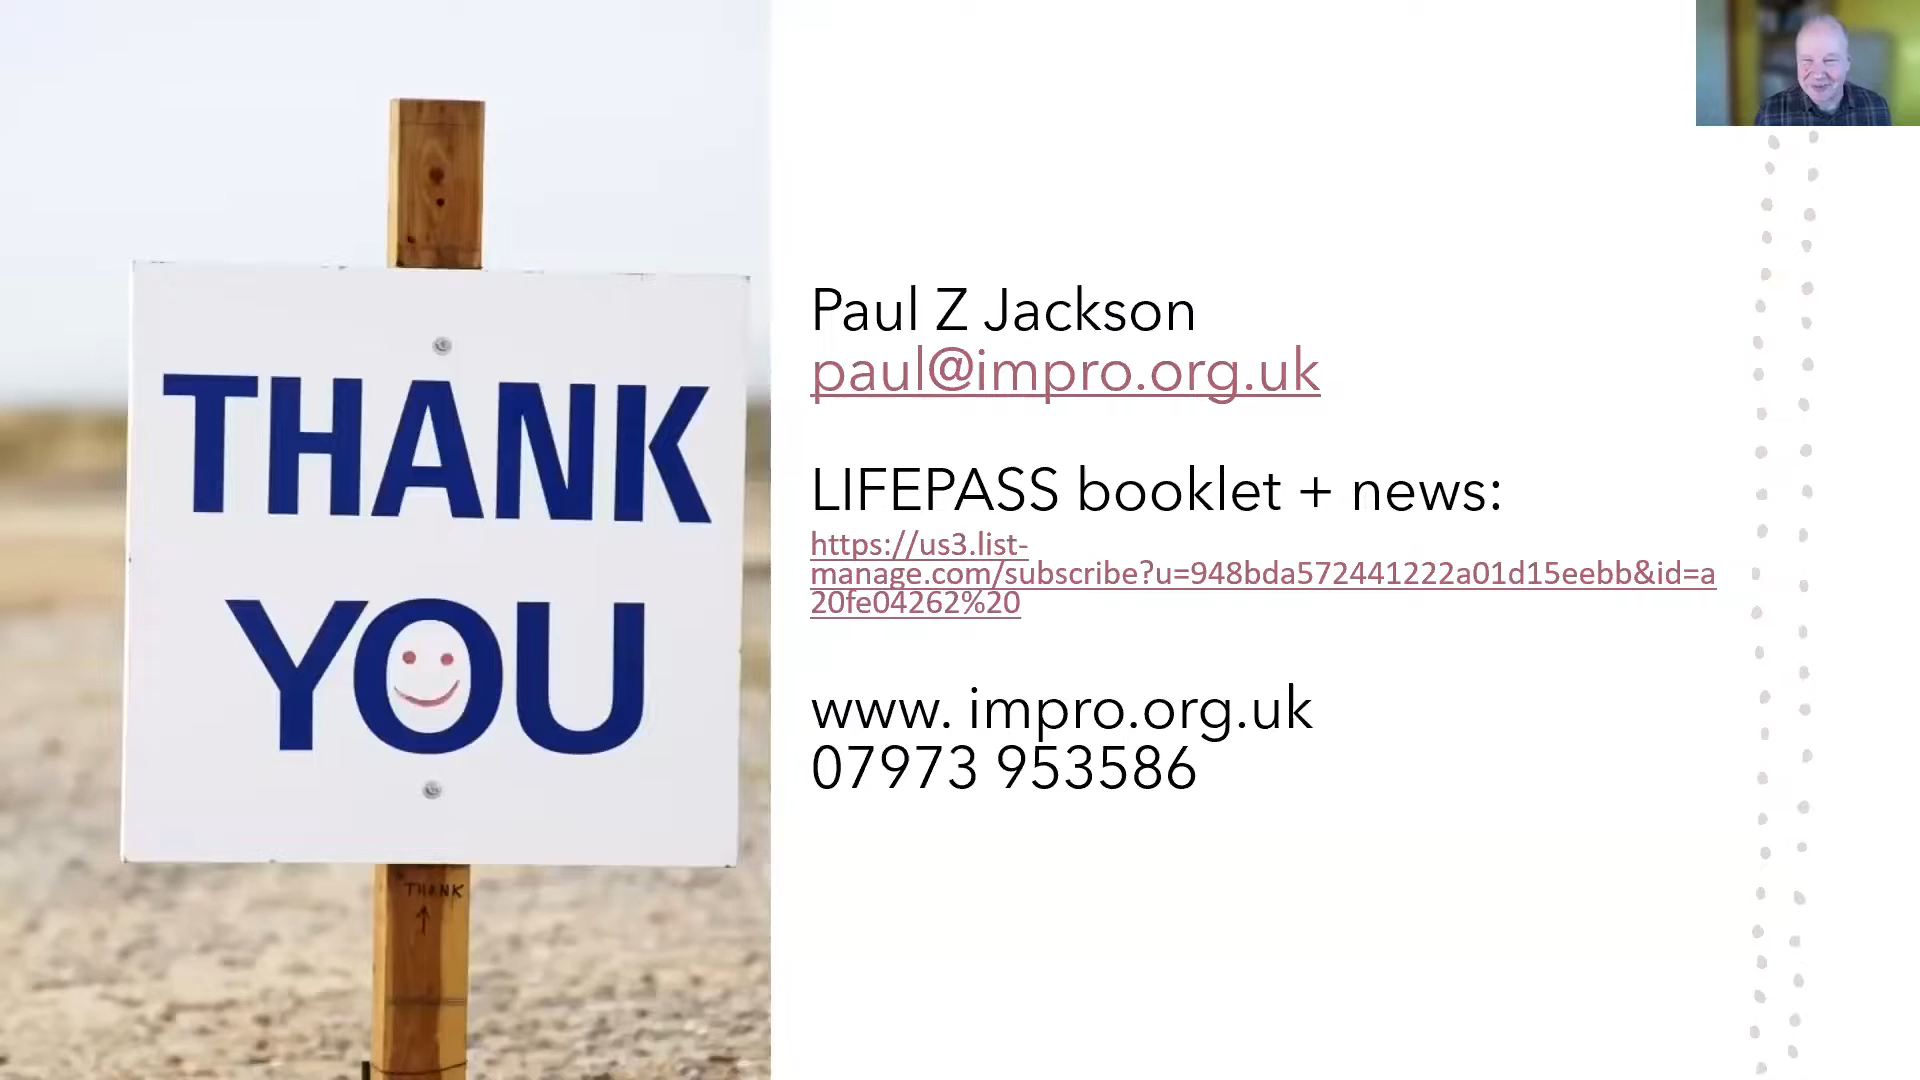 THANK
YOU
THANK
Paul Z Jackson
paul@impro.org.uk
LIFEPASS booklet + news:
https://us3.list-
manage.com/subscribe?u=948bda572441222a01d15eebb&id=a
20fe04262%20
www. impro.org.uk
07973 953586